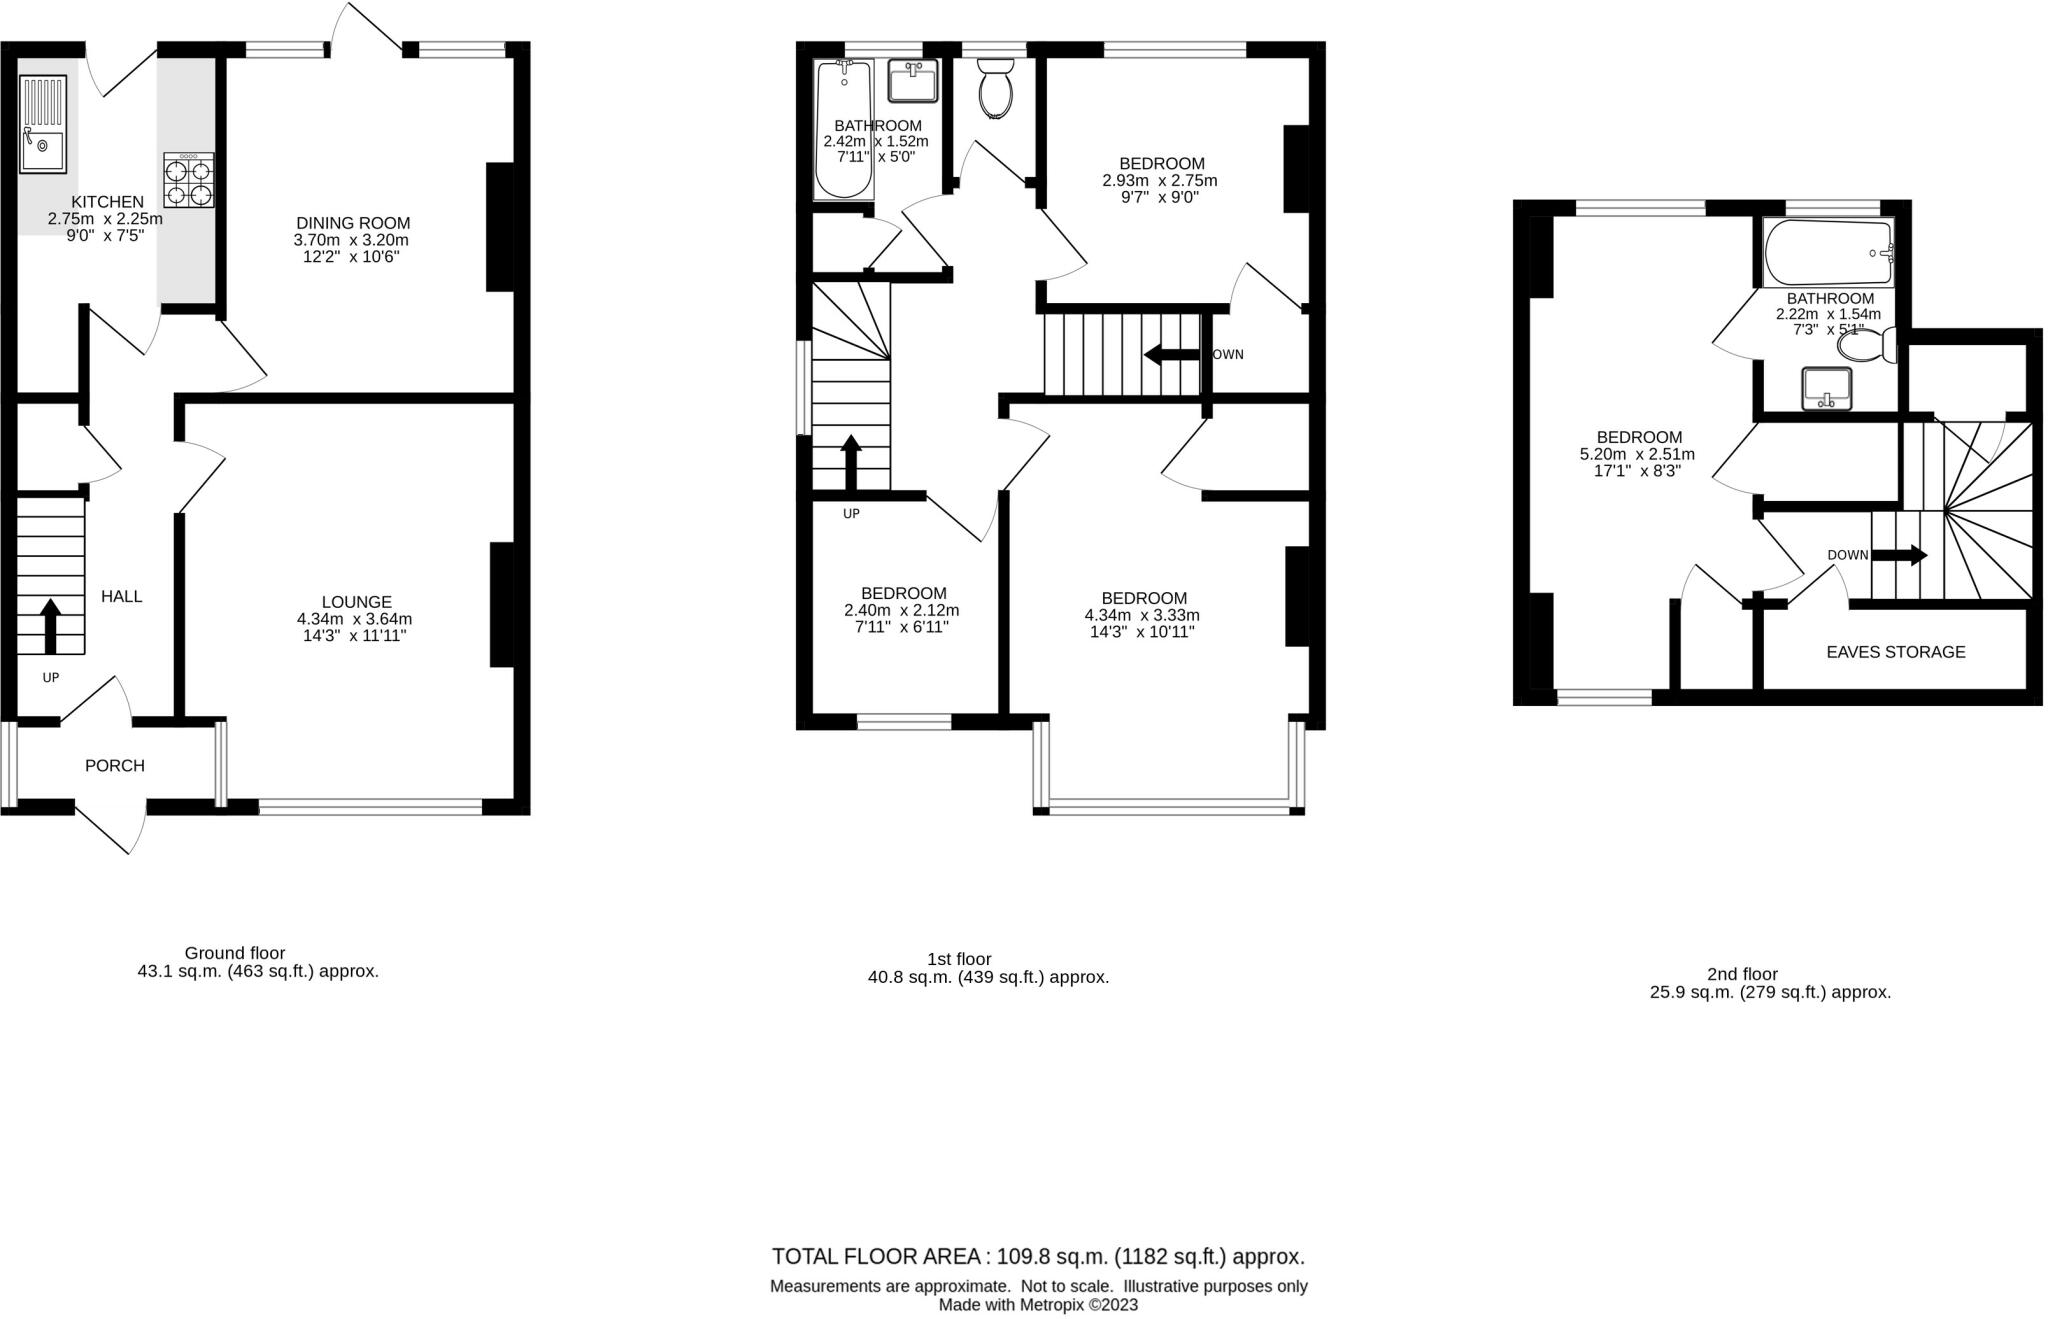 KITCHEN
2.75m x 2.25m
9'0" x 7'5"
DINING ROOM
3.70m x 3.20m
12'2" x 10'6"
HALL
UP
LOUNGE
4.34m x 3.64m
14'3" x 11'11"
PORCH
Ground floor
43.1 sq.m. (463 sq.ft.) approx.
BATHROOM
2.42m x 1.52m
7'11" x 5'0"
WC
BEDROOM
2.93m x 2.75m
9'7" x 9'0"
DOWN
UP
BEDROOM
2.40m x 2.12m
7'11" x 6'11"
BEDROOM
4.34m x 3.33m
14'3" x 10'11"
1st floor
40.8 sq.m. (439 sq.ft.) approx.
BATHROOM
2.22m x 1.54m
7'3" x 5'1"
BEDROOM
5.20m x 2.51m
17'1" x 8'3"
DOWN
EAVES STORAGE
2nd floor
25.9 sq.m. (279 sq.ft.) approx.
TOTAL FLOOR AREA : 109.8 sq.m. (1182 sq.ft.) approx.
Measurements are approximate. Not to scale. Illustrative purposes only
Made with Metropix ©2023